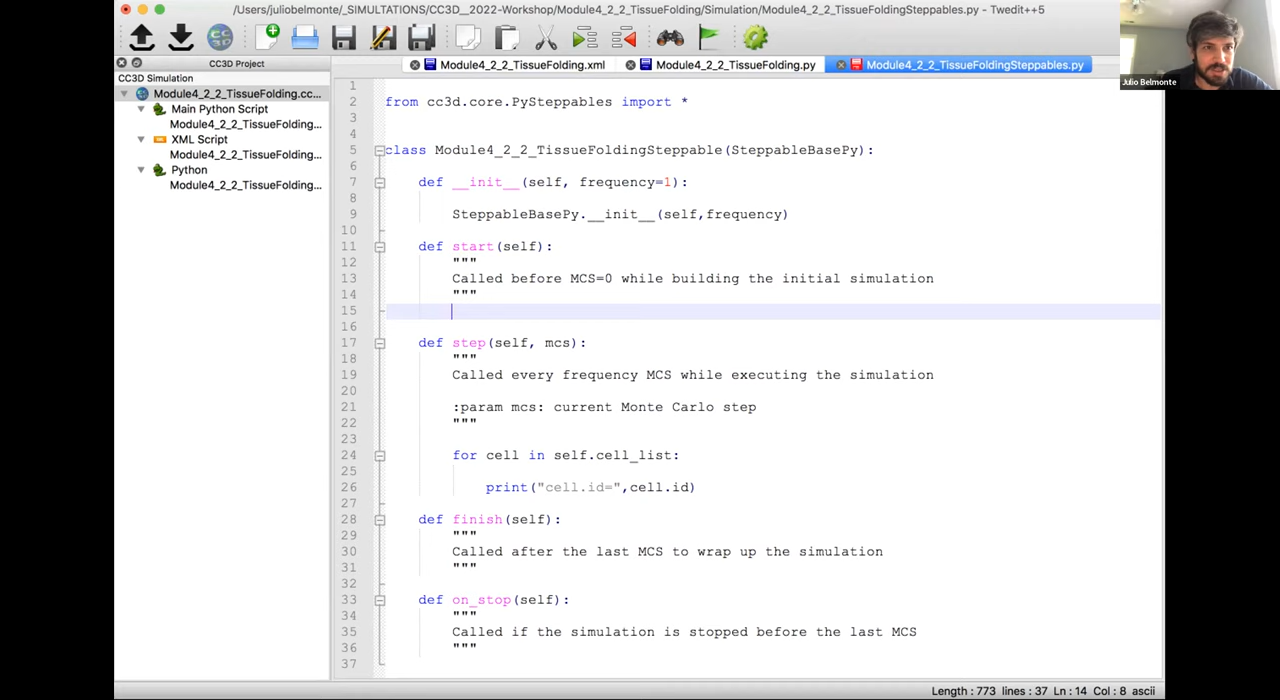 /Users/juliobelmonte/_SIMULTATIONS/CC3D__2022-Workshop/Module4_2_2_TissueFolding/Simulation/Module4_2_2_TissueFoldingSteppables.py - Twedit++5
Julio Belmonte
CC3D Project
CC3D Simulation
Module4_2_2_TissueFolding.cc...
Main Python Script
Module4_2_2_TissueFolding...
XML Script
Module4_2_2_TissueFolding...
Python
Module4_2_2_TissueFolding...
Module4_2_2_TissueFolding.xml
Module4_2_2_TissueFolding.py
Module4_2_2_TissueFoldingSteppables.py
1
2 from cc3d.core.PySteppables import *
3
4
5 class Module4_2_2_TissueFoldingSteppable(SteppableBasePy):
6
7 def __init__(self, frequency=1):
8
9 SteppableBasePy.__init__(self,frequency)
10
11 def start(self):
12 """
13 Called before MCS=0 while building the initial simulation
14 """
15
16
17 def step(self, mcs):
18 """
19 Called every frequency MCS while executing the simulation
20
21 :param mcs: current Monte Carlo step
22 """
23
24 for cell in self.cell_list:
25
26 print("cell.id=",cell.id)
27
28 def finish(self):
29 """
30 Called after the last MCS to wrap up the simulation
31 """
32
33 def on_stop(self):
34 """
35 Called if the simulation is stopped before the last MCS
36 """
37
Length : 773 lines : 37 Ln : 14 Col : 8 ascii